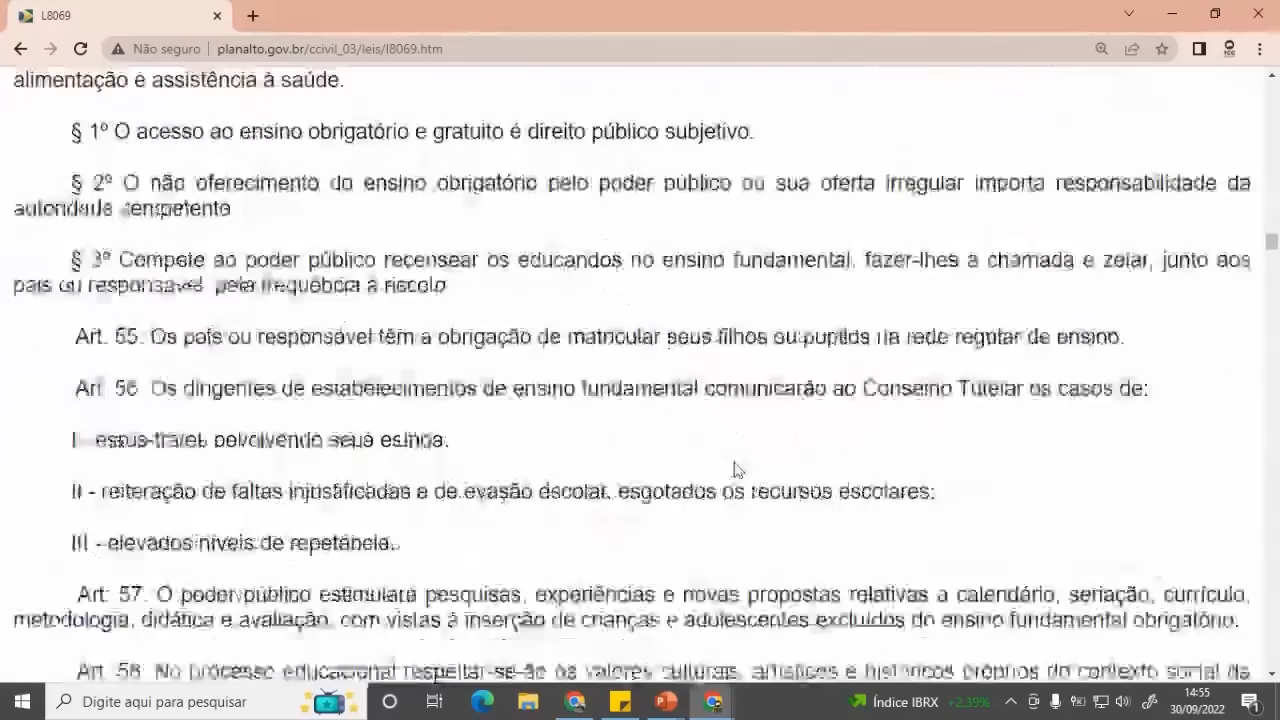 L8069
Não seguro
planalto.gov.br/ccivil_03/leis/l8069.htm
alimentação e assistência à saúde.
§ 1º O acesso ao ensino obrigatório e gratuito é direito público subjetivo.
§ 2º O não oferecimento do ensino obrigatório pelo poder público ou sua oferta irregular importa responsabilidade da
autoridade
§ 3º Compete ao poder público recensear os educandos no ensino fundamental, fazer-lhes a chamada e zelar, junto aos
pais ou responsável, pela
Art. 55. Os pais ou responsável têm a obrigação de matricular seus filhos ou pupilos na rede regular de ensino.
Art. 56. Os dirigentes de estabelecimentos de ensino fundamental comunicarão ao Conselho Tutelar os casos de:
I -
II - reiteração de faltas injustificadas e de evasão escolar, esgotados os recursos escolares;
III - elevados níveis de repetência.
Art. 57. O poder público estimulará pesquisas, experiências e novas propostas relativas a calendário, seriação, currículo,
metodologia, didática e avaliação, com vistas à inserção de crianças e adolescentes excluídos do ensino fundamental obrigatório.
Art. 58. No processo educacional respeitar-se-ão os valores culturais, artísticos e históricos próprios do contexto social da
Digite aqui para pesquisar
Índice IBRX +2,39%
14:55
30/09/2022
1